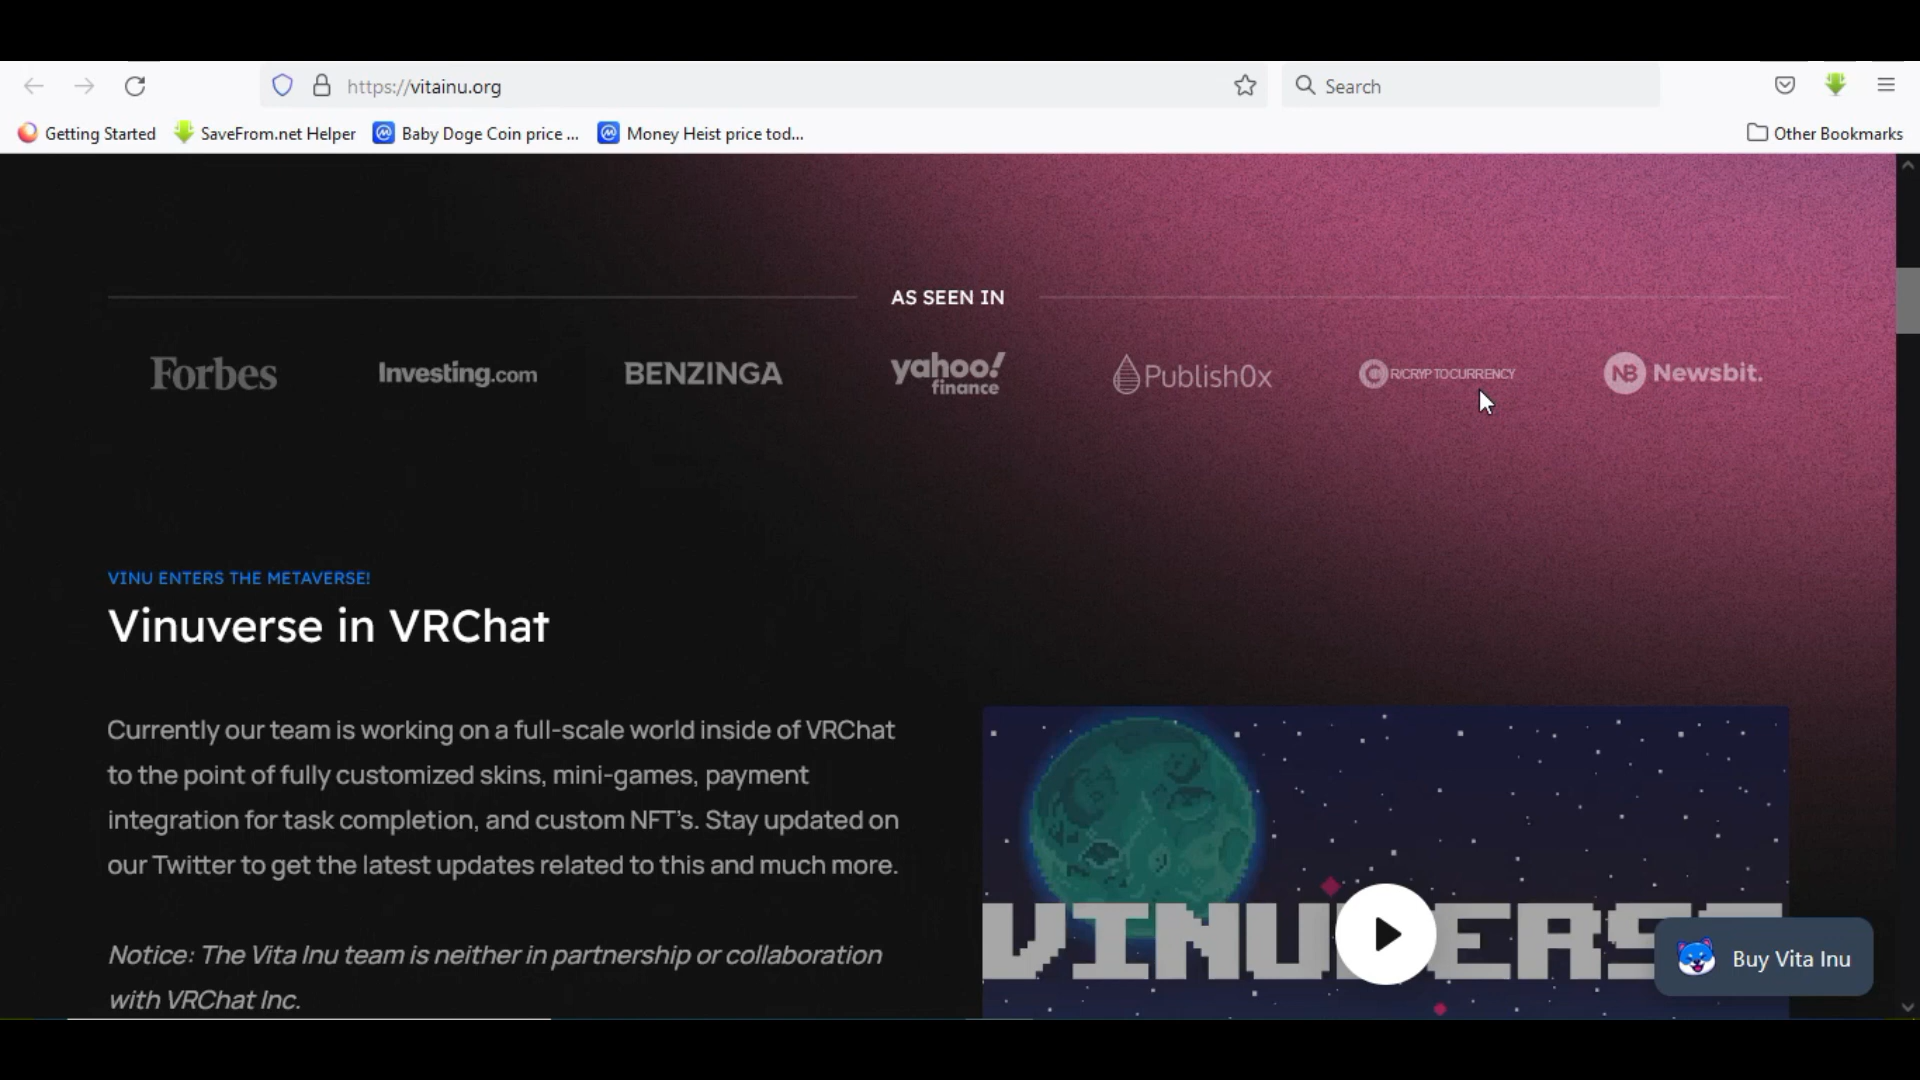 https://vitainu.org
Search
Getting Started
SaveFrom.net Helper
Baby Doge Coin price ...
Money Heist price tod...
Other Bookmarks
AS SEEN IN
Forbes
Investing.com
BENZINGA
yahoo!
finance
Publish0x
R/CRYPTOCURRENCY
NB Newsbit.
VINU ENTERS THE METAVERSE!
Vinuverse in VRChat
Currently our team is working on a full-scale world inside of VRChat
to the point of fully customized skins, mini-games, payment
integration for task completion, and custom NFT's. Stay updated on
our Twitter to get the latest updates related to this and much more.
Notice: The Vita Inu team is neither in partnership or collaboration
with VRChat Inc.
VINUVERSE
Buy Vita Inu